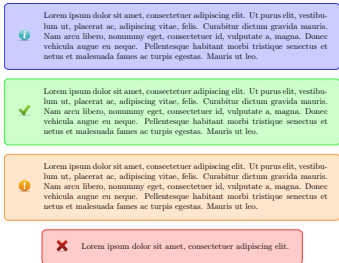 Lorem ipsum dolor sit amet, consectetuer adipiscing elit. Ut purus elit, vestibu-
lum ut, placerat ac, adipiscing vitae, felis. Curabitur dictum gravida mauris.
Nam arcu libero, nonummy eget, consectetuer id, vulputate a, magna. Donec
vehicula augue eu neque. Pellentesque habitant morbi tristique senectus et
netus et malesuada fames ac turpis egestas. Mauris ut leo.
Lorem ipsum dolor sit amet, consectetuer adipiscing elit. Ut purus elit, vestibu-
lum ut, placerat ac, adipiscing vitae, felis. Curabitur dictum gravida mauris.
Nam arcu libero, nonummy eget, consectetuer id, vulputate a, magna. Donec
vehicula augue eu neque. Pellentesque habitant morbi tristique senectus et
netus et malesuada fames ac turpis egestas. Mauris ut leo.
Lorem ipsum dolor sit amet, consectetuer adipiscing elit. Ut purus elit, vestibu-
lum ut, placerat ac, adipiscing vitae, felis. Curabitur dictum gravida mauris.
Nam arcu libero, nonummy eget, consectetuer id, vulputate a, magna. Donec
vehicula augue eu neque. Pellentesque habitant morbi tristique senectus et
netus et malesuada fames ac turpis egestas. Mauris ut leo.
Lorem ipsum dolor sit amet, consectetuer adipiscing elit.